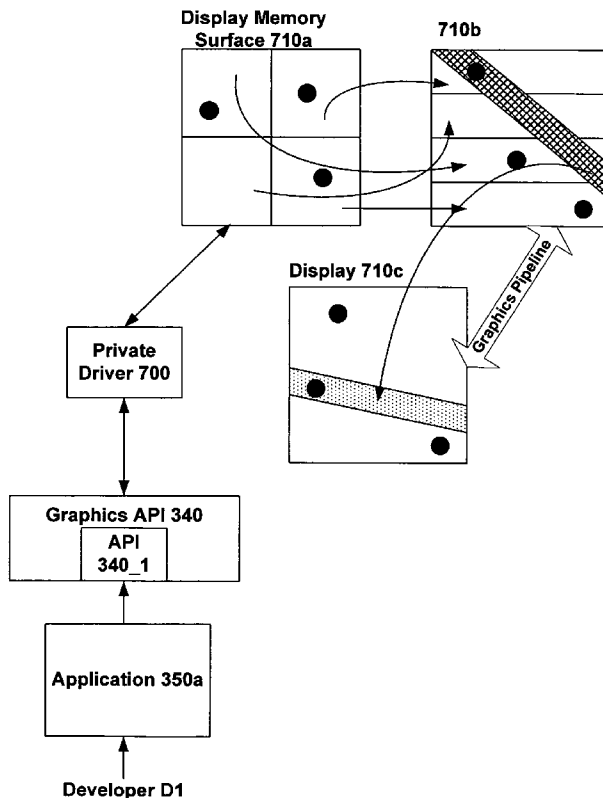 Display Memory
Surface 710a
710b
Display 710c
Graphics Pipeline
Private
Driver 700
Graphics API 340
API
340_1
Application 350a
Developer D1